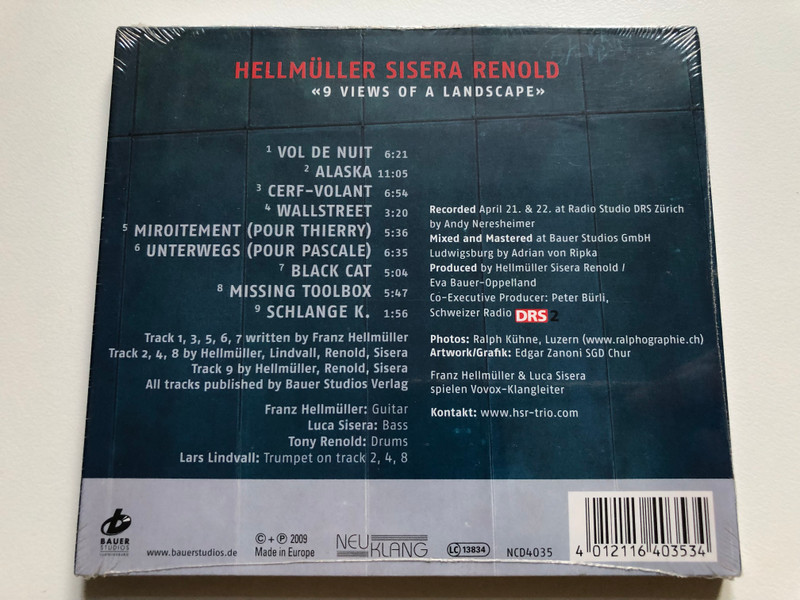 HELLMÜLLER SISERA RENOLD
«9 VIEWS OF A LANDSCAPE»
1 VOL DE NUIT 6:21
2 ALASKA 11:05
3 CERF-VOLANT 6:54
4 WALLSTREET 3:20
5 MIROITEMENT (POUR THIERRY) 5:36
6 UNTERWEGS (POUR PASCALE) 6:35
7 BLACK CAT 5:04
8 MISSING TOOLBOX 5:47
9 SCHLANGE K. 1:56
Track 1, 3, 5, 6, 7 written by Franz Hellmüller
Track 2, 4, 8 by Hellmüller, Lindvall, Renold, Sisera
Track 9 by Hellmüller, Renold, Sisera
All tracks published by Bauer Studios Verlag
Franz Hellmüller: Guitar
Luca Sisera: Bass
Tony Renold: Drums
Lars Lindvall: Trumpet on track 2, 4, 8
Recorded April 21. & 22. at Radio Studio DRS Zürich
by Andy Neresheimer
Mixed and Mastered at Bauer Studios GmbH
Ludwigsburg by Adrian von Ripka
Produced by Hellmüller Sisera Renold /
Eva Bauer-Oppelland
Co-Executive Producer: Peter Bürli,
Schweizer Radio DRS 2
Photos: Ralph Kühne, Luzern (www.ralphographie.ch)
Artwork/Grafik: Edgar Zanoni SGD Chur
Franz Hellmüller & Luca Sisera
spielen Vovox-Klangleiter
Kontakt: www.hsr-trio.com
BAUER
STUDIOS
www.bauerstudios.de
© + ℗ 2009
Made in Europe
NEUKLANG
LC 13834
NCD4035
4 012116 403534